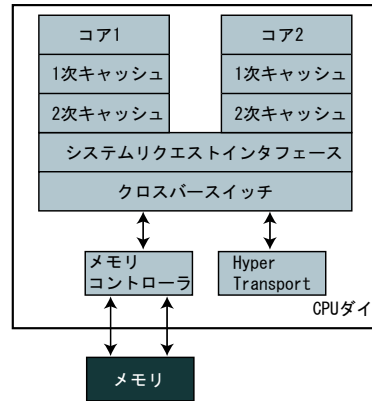 コア1
コア2
1次キャッシュ
1次キャッシュ
2次キャッシュ
2次キャッシュ
システムリクエストインタフェース
クロスバースイッチ
メモリ
コントローラ
Hyper
Transport
CPUダイ
メモリ